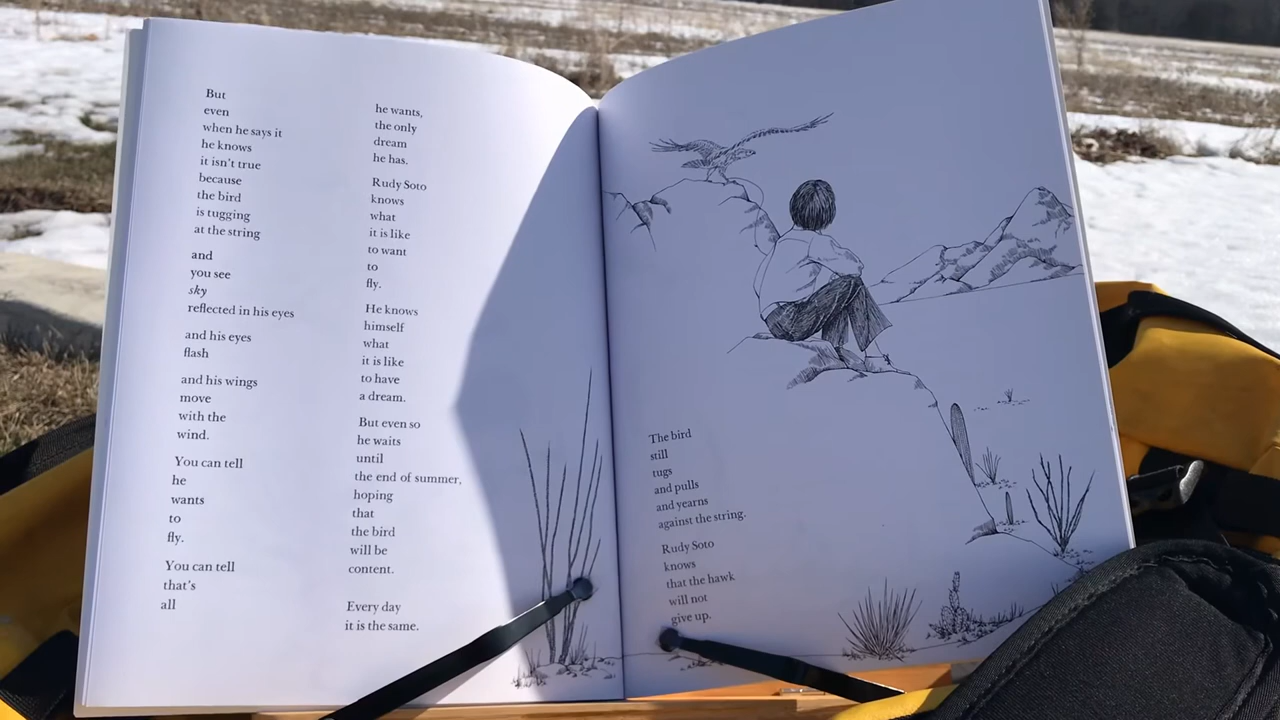 But
even
when he says it
he knows
it isn't true
because
the bird
is tugging
at the string
and
you see
sky
reflected in his eyes
and his eyes
flash
and his wings
move
with the
wind.
You can tell
he
wants
to
fly.
You can tell
that's
all
he wants,
the only
dream
he has.
Rudy Soto
knows
what
it is like
to want
to
fly.
He knows
himself
what
it is like
to have
a dream.
But even so
he waits
until
the end of summer,
hoping
that
the bird
will be
content.
Every day
it is the same.
The bird
still
tugs
and pulls
and yearns
against the string.
Rudy Soto
knows
that the hawk
will not
give up.